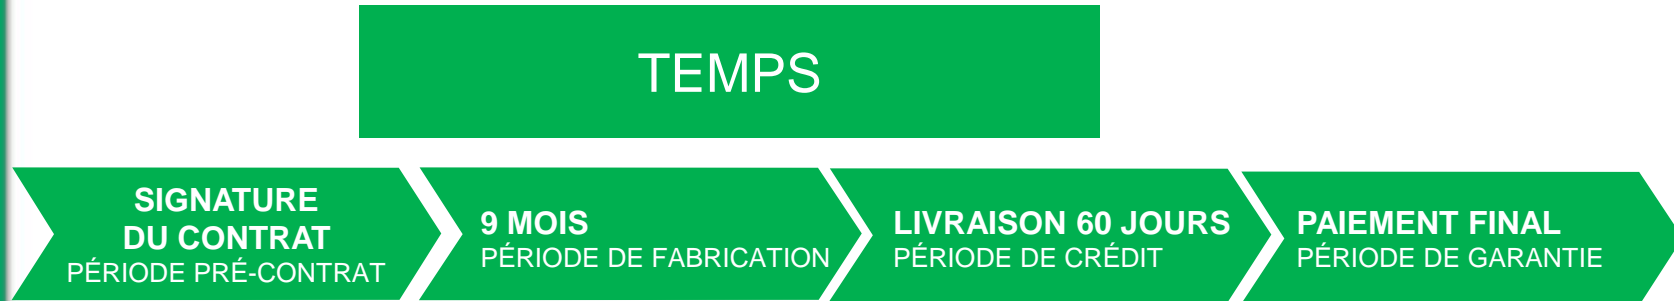 TEMPS
SIGNATURE
DU CONTRAT
PÉRIODE PRÉ-CONTRAT
9 MOIS
PÉRIODE DE FABRICATION
LIVRAISON 60 JOURS
PÉRIODE DE CRÉDIT
PAIEMENT FINAL
PÉRIODE DE GARANTIE